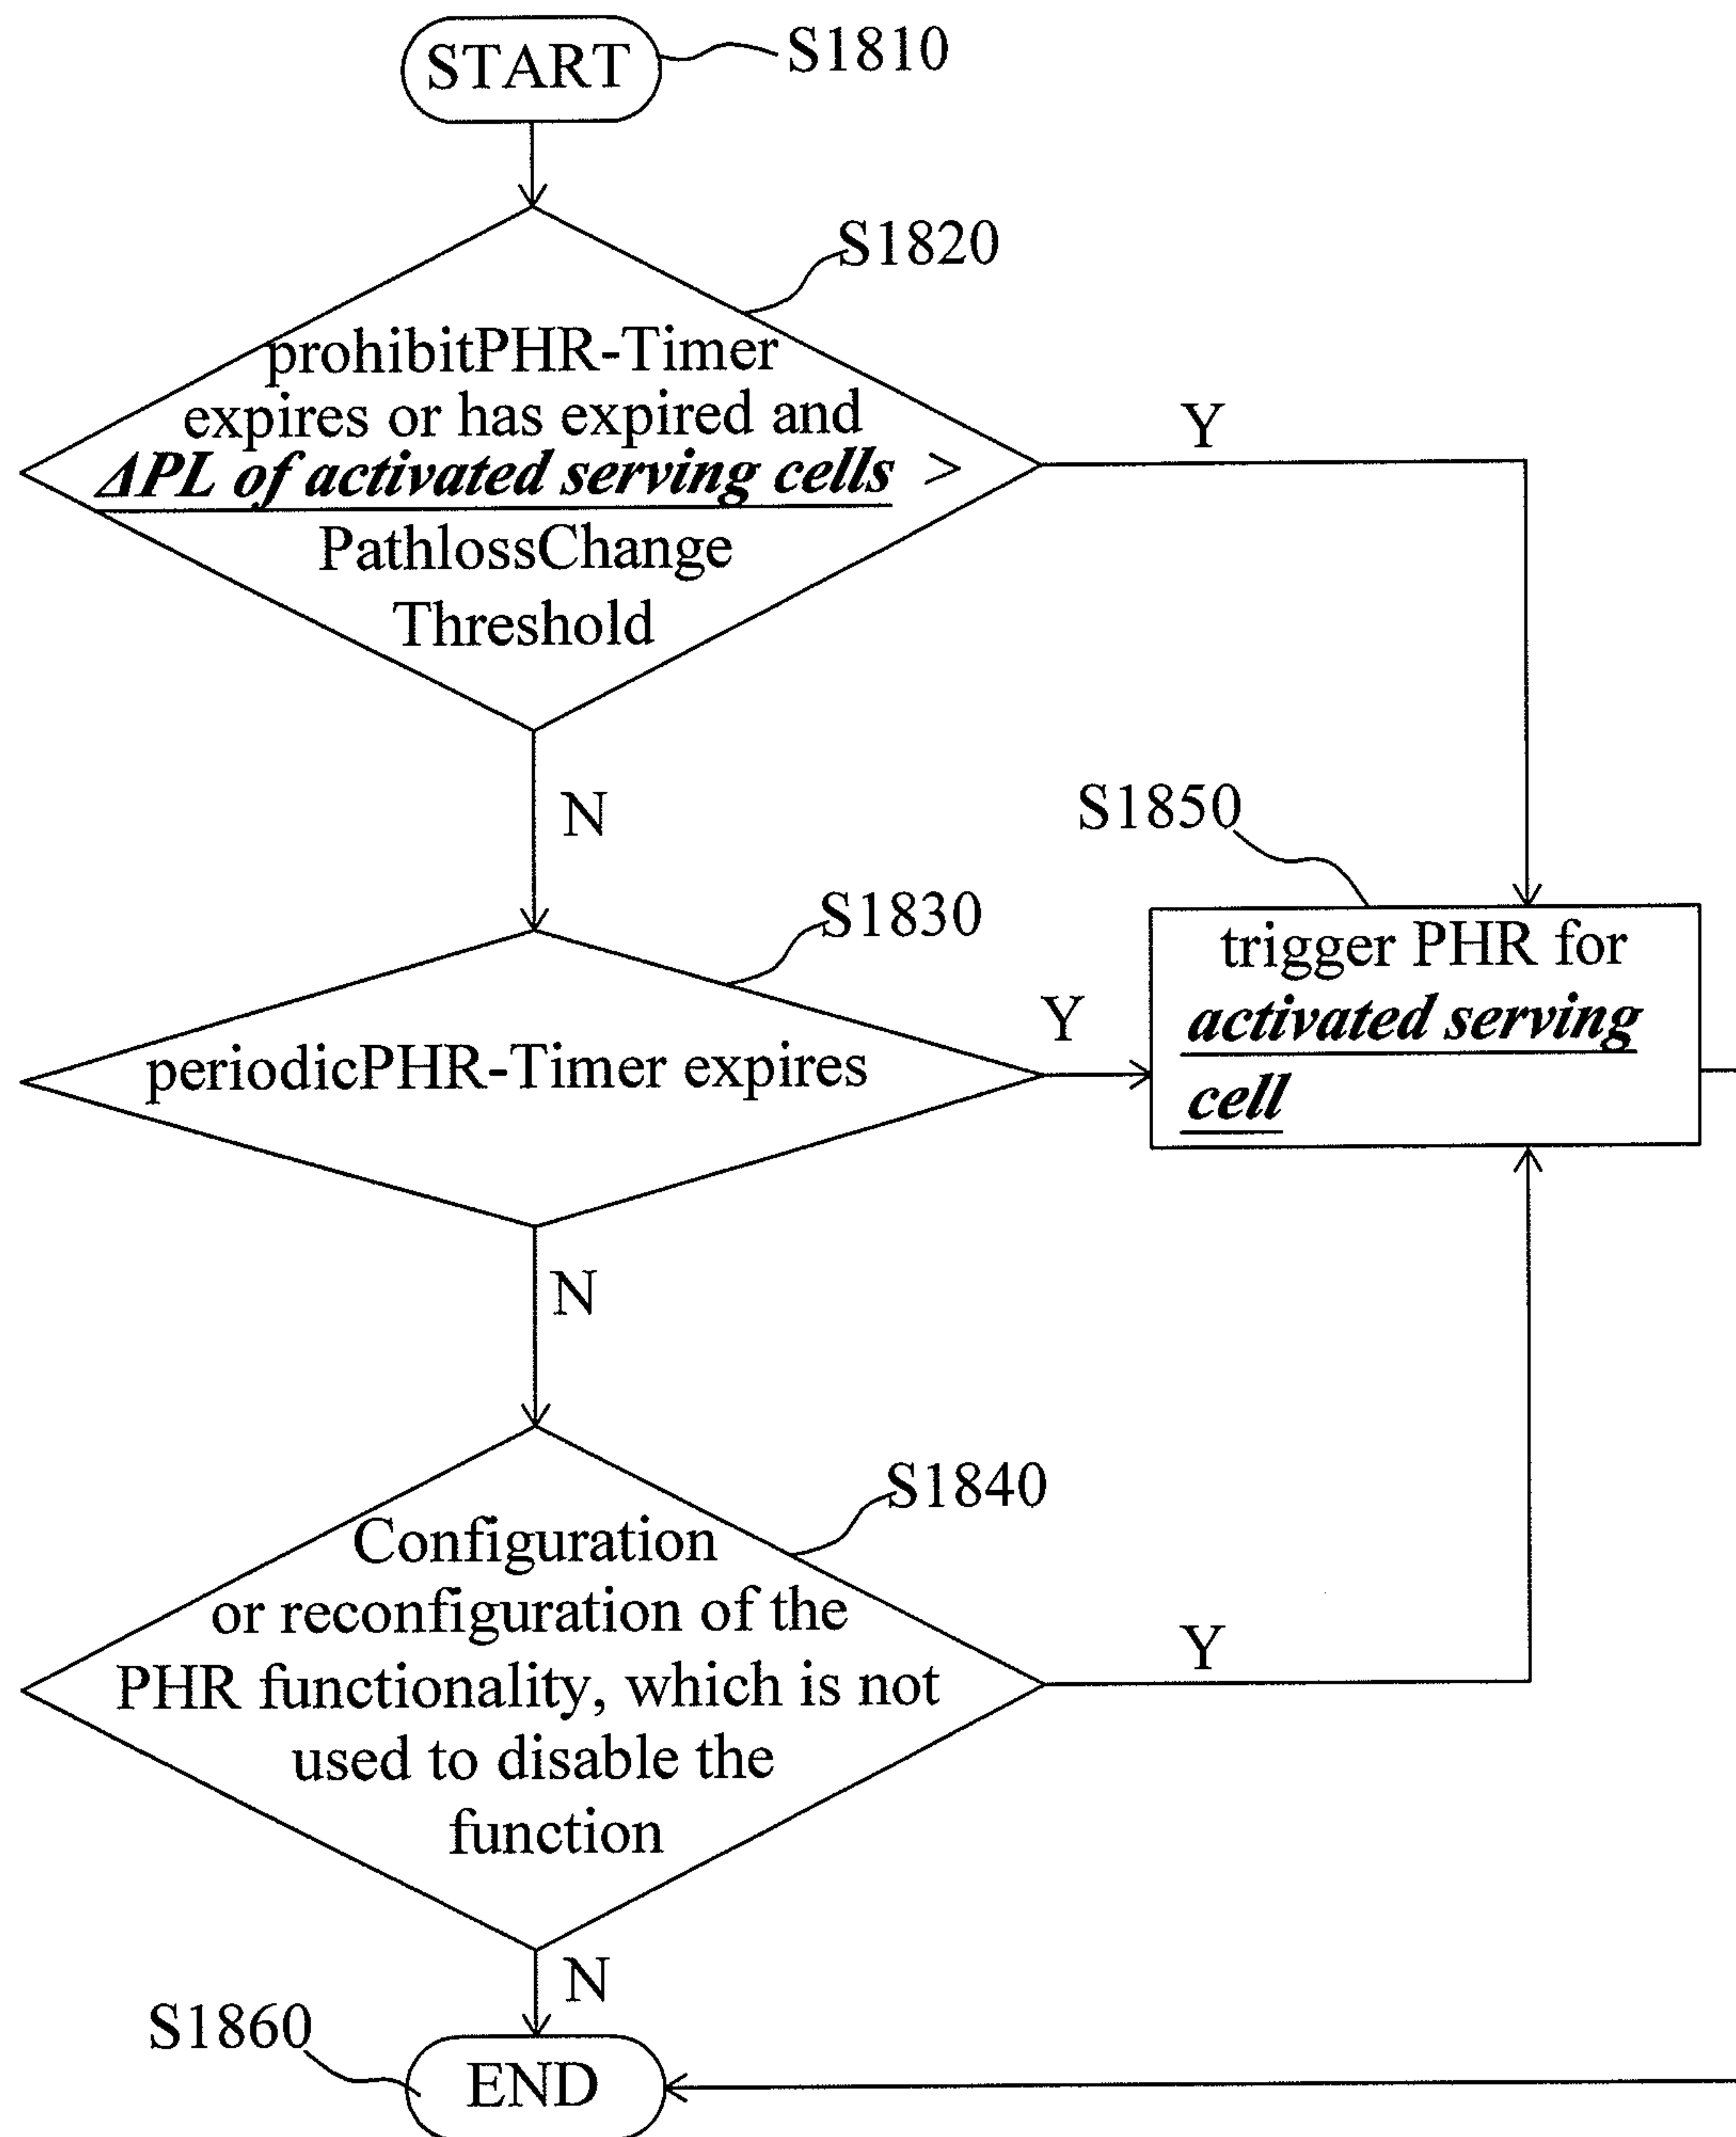 START
S1810
S1820
prohibitPHR-Timer
expires or has expired and
ΔPL of activated serving cells >
PathlossChange
Threshold
Y
N
S1850
trigger PHR for
activated serving
cell
S1830
periodicPHR-Timer expires
Y
N
S1840
Configuration
or reconfiguration of the
PHR functionality, which is not
used to disable the
function
Y
N
S1860
END